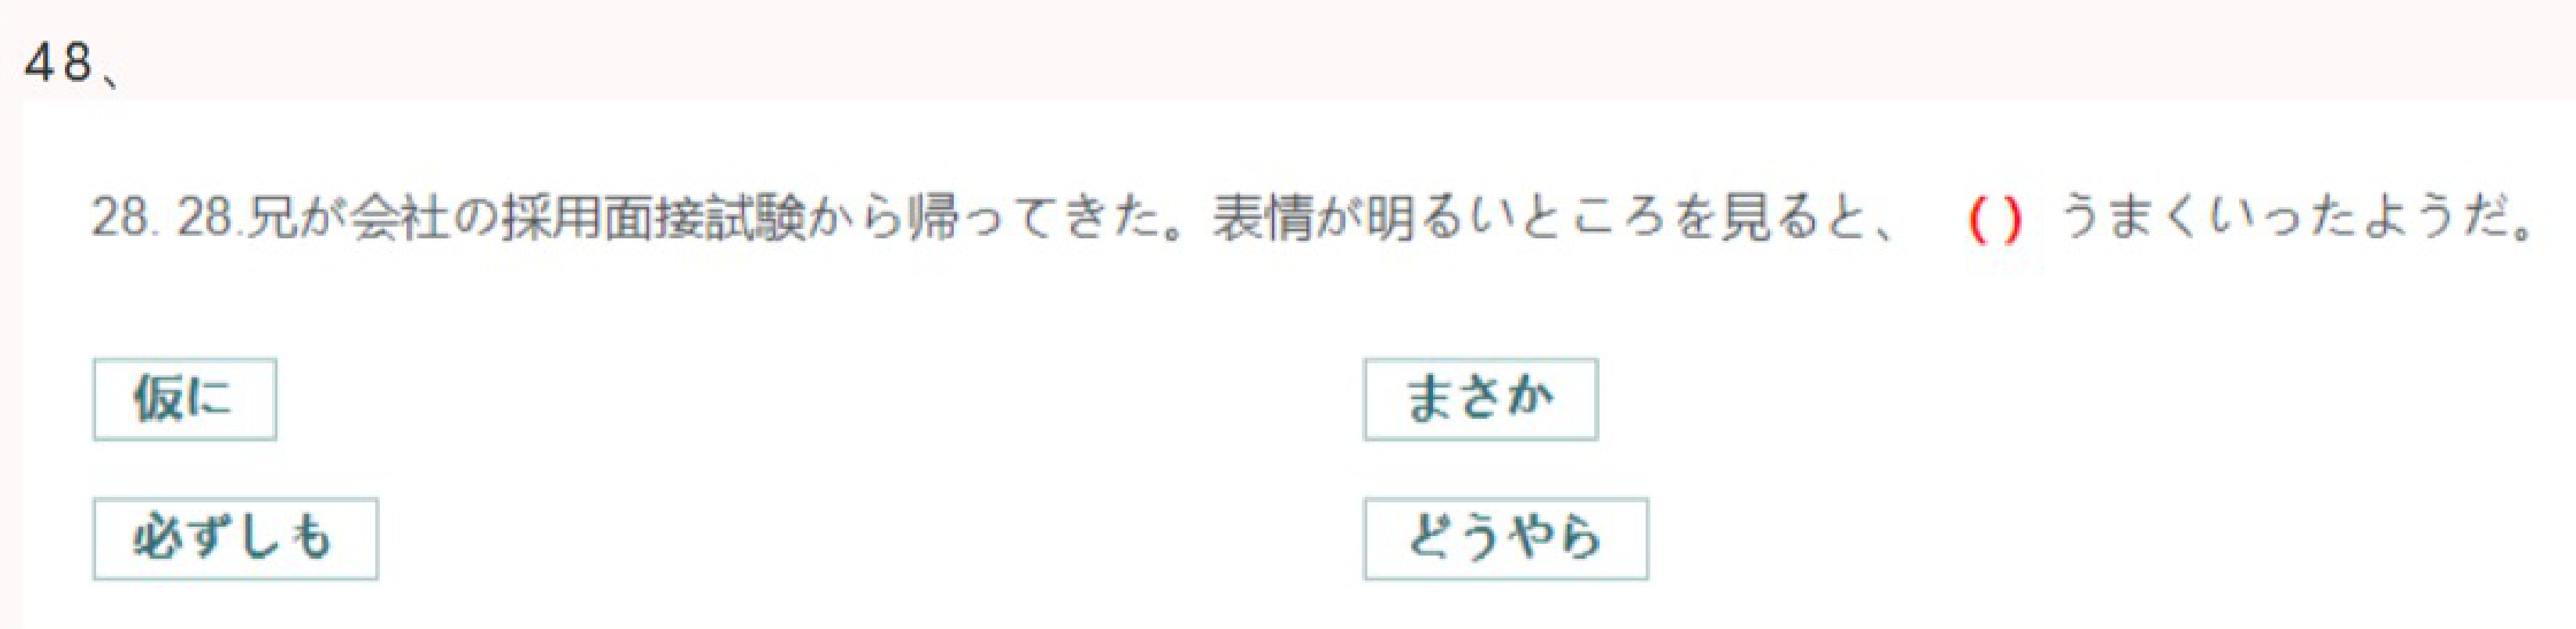 48、
28. 28.兄が会社の採用面接試験から帰ってきた。表情が明るいところを見ると、 () うまくいったようだ。
仮に
まさか
必ずしも
どうやら